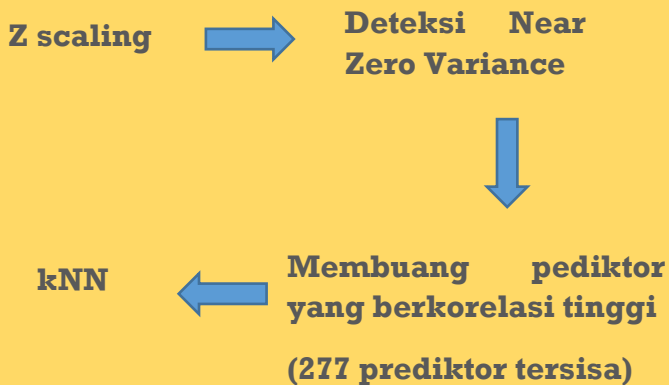 Z scaling
Deteksi Near
Zero Variance
Membuang pediktor
yang berkorelasi tinggi
(277 prediktor tersisa)
kNN